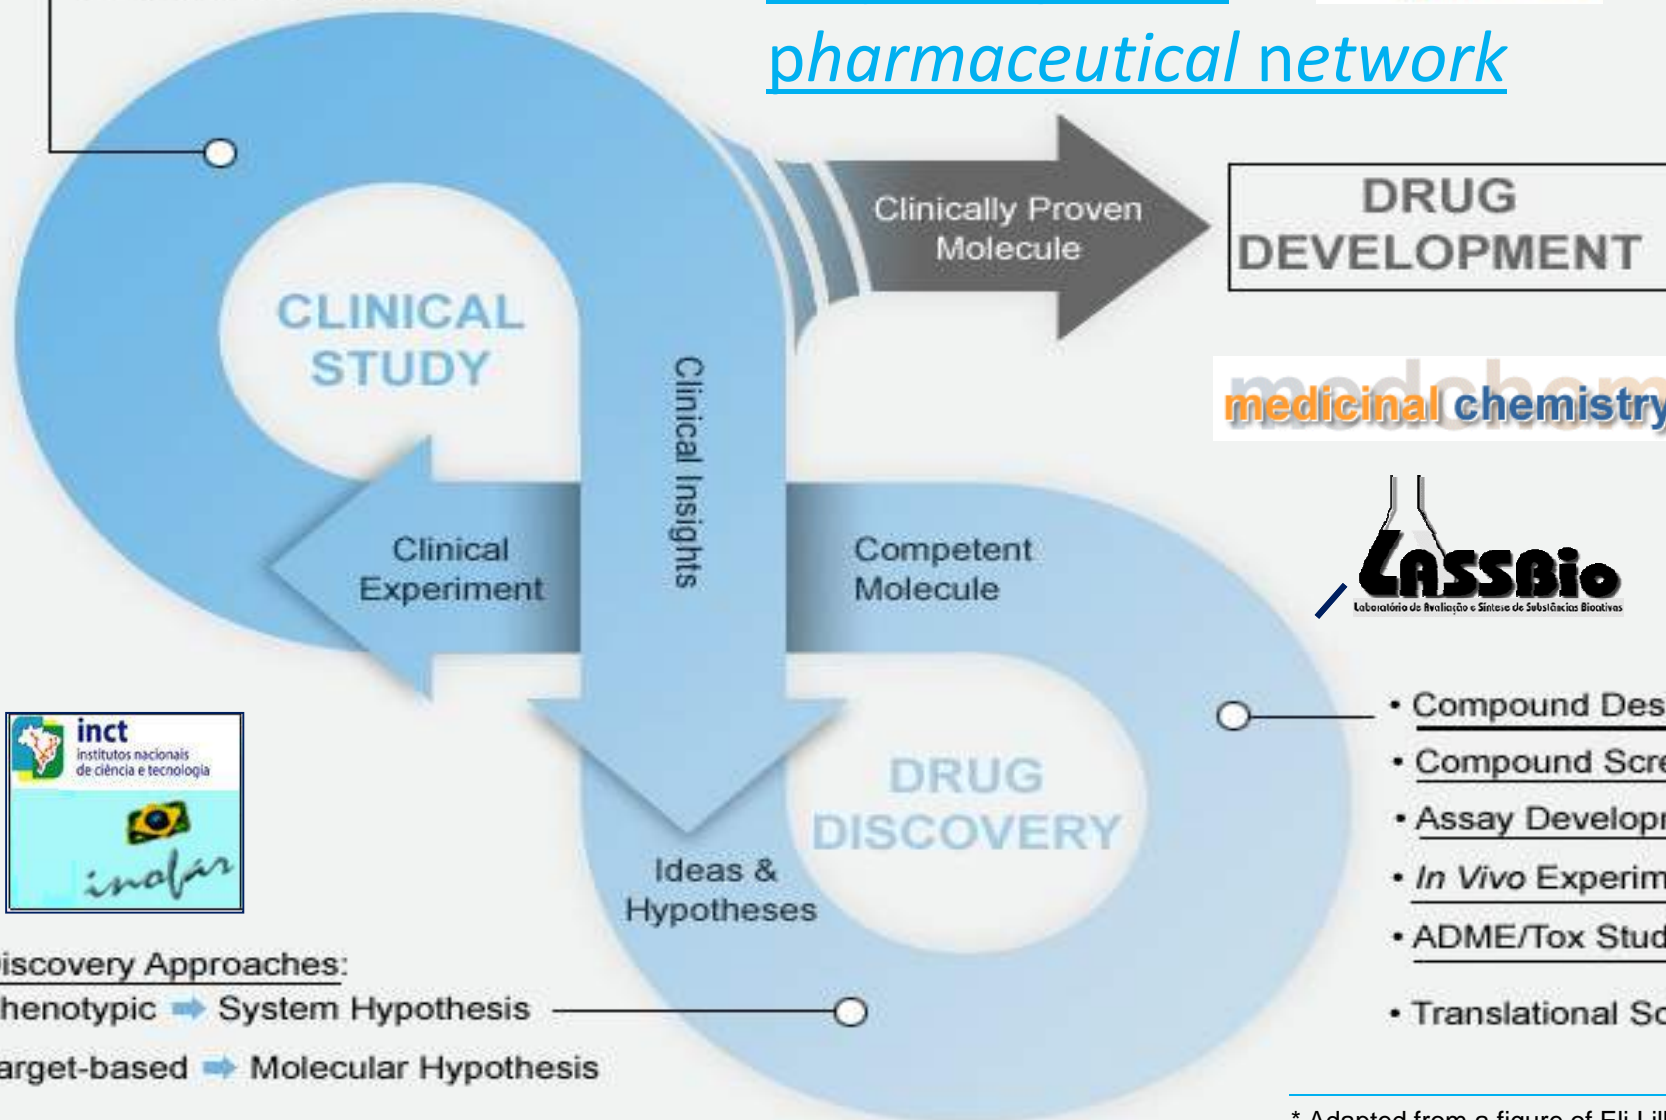 pharmaceutical network
Clinically Proven
Molecule
DRUG
DEVELOPMENT
CLINICAL
STUDY
medchem
medicinal chemistry
Clinical Insights
Clinical
Experiment
Competent
Molecule
LASSBio
Laboratório de Avaliação e Síntese de Substâncias Bioativas
inct
institutos nacionais
de ciência e tecnologia
inofar
• Compound Des
• Compound Scre
• Assay Develop
• In Vivo Experim
• ADME/Tox Stud
• Translational Sc
DRUG
DISCOVERY
Ideas &
Hypotheses
iscovery Approaches:
henotypic ➡ System Hypothesis
arget-based ➡ Molecular Hypothesis
* Adapted from a figure of Eli Lill